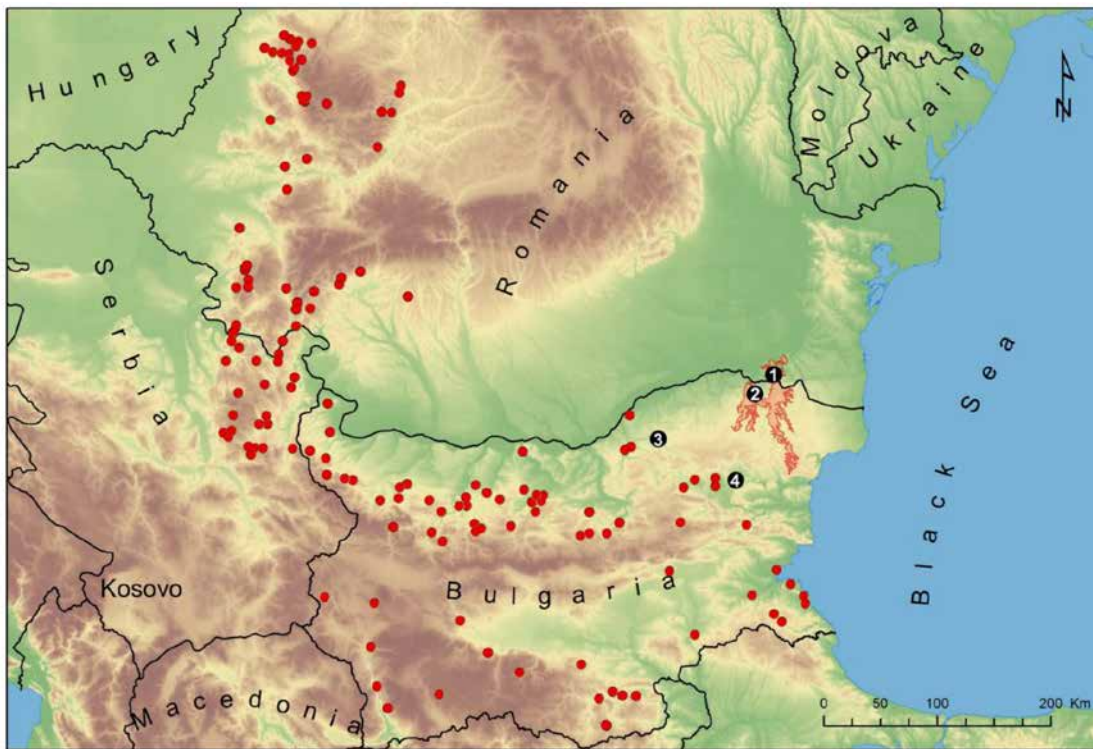 Hungary
Moldova
Ukraine
N
Romania
Serbia
Black Sea
1
2
3
4
Bulgaria
Kosovo
Macedonia
0 50 100 200 Km